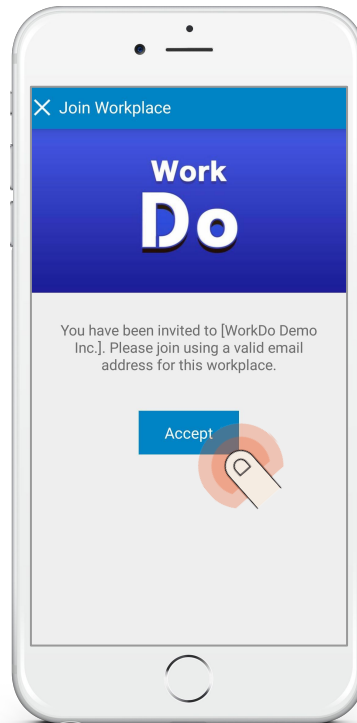 Join Workplace
Work
Do
You have been invited to [WorkDo Demo
Inc.]. Please join using a valid email
address for this workplace.
Accept